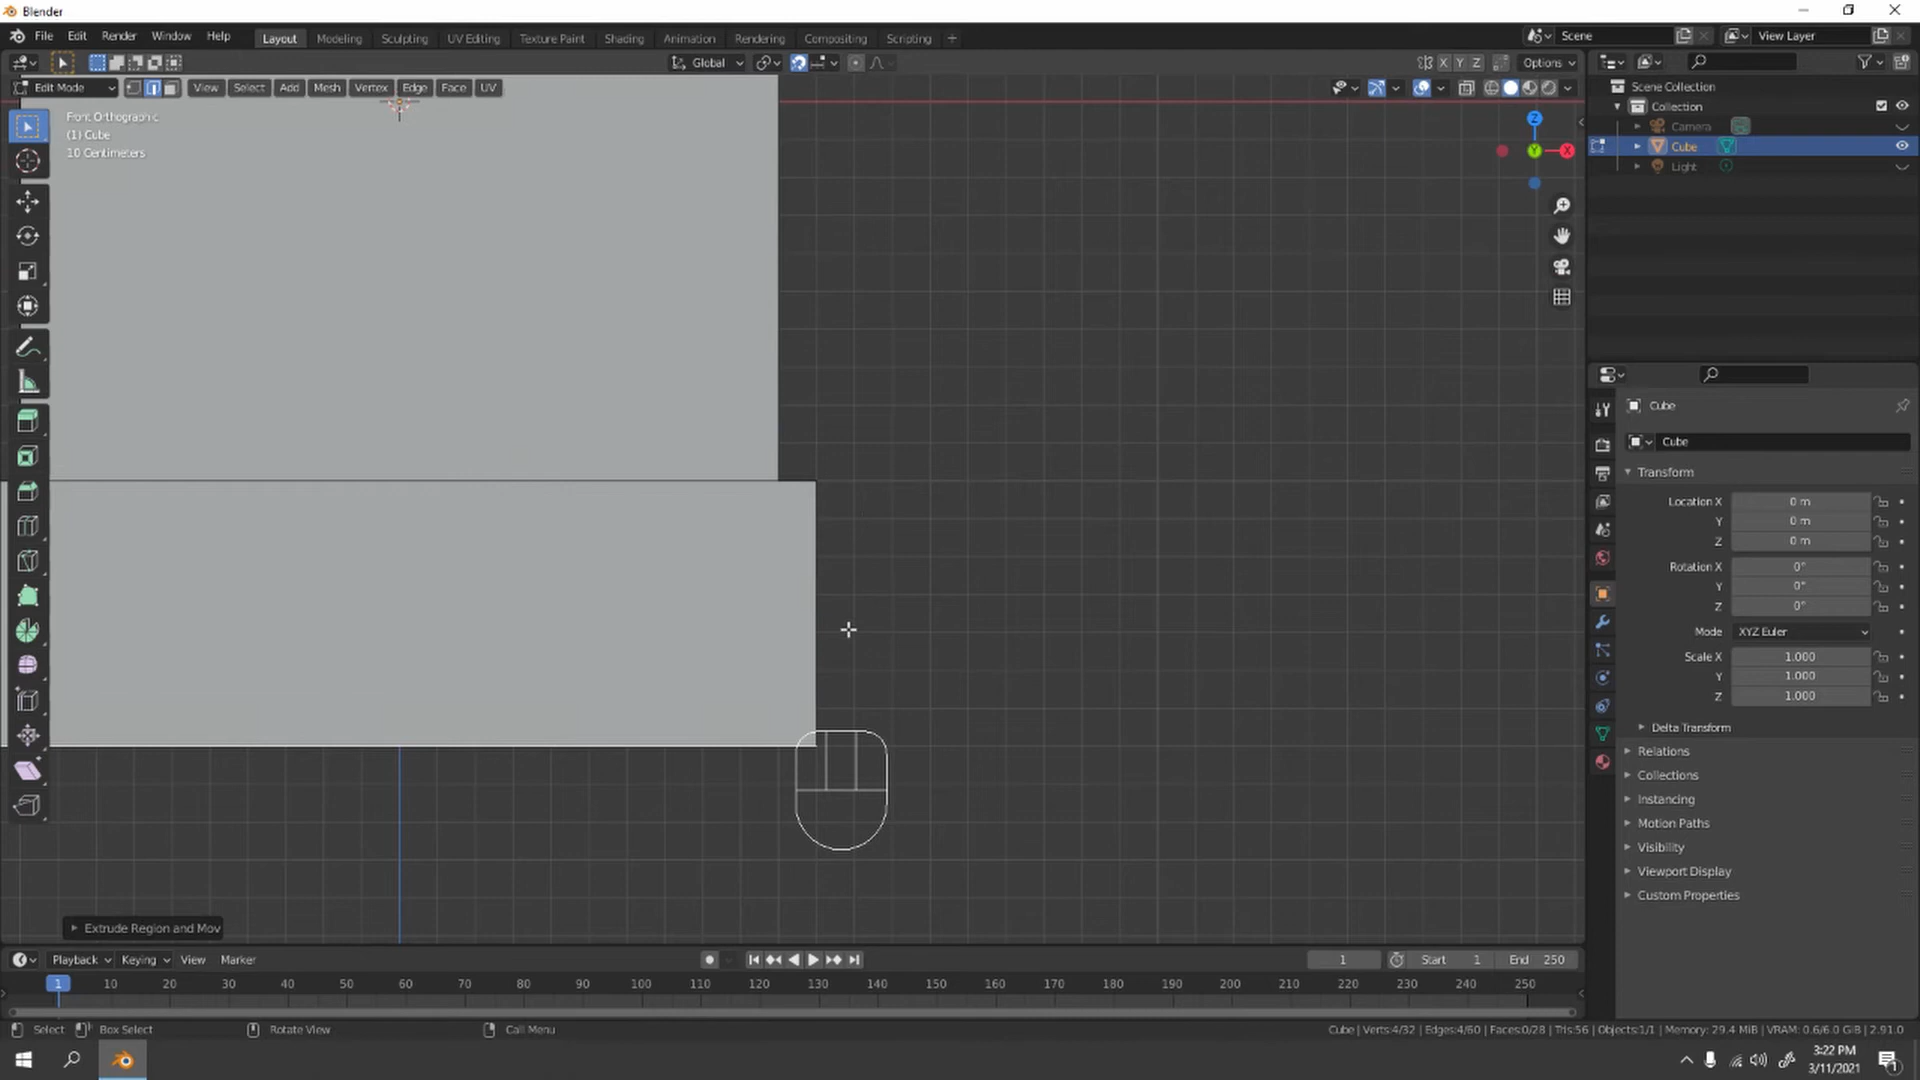 Blender
File Edit Render Window Help
Layout Modeling Sculpting UV Editing Texture Paint Shading Animation Rendering Compositing Scripting +
Scene
View Layer
Global
X Y Z
Options
Edit Mode
View Select Add Mesh Vertex Edge Face UV
Front Orthographic
(1) Cube
10 Centimeters
Z
Y
X
Scene Collection
Collection
Camera
Cube
Light
Cube
Cube
Transform
Location X 0 m
Y 0 m
Z 0 m
Rotation X 0°
Y 0°
Z 0°
Mode XYZ Euler
Scale X 1.000
Y 1.000
Z 1.000
Delta Transform
Relations
Collections
Instancing
Motion Paths
Visibility
Viewport Display
Custom Properties
Extrude Region and Mov
Playback Keying View Marker
1 Start 1 End 250
1 10 20 30 40 50 60 70 80 90 100 110 120 130 140 150 160 170 180 190 200 210 220 230 240 250
Select Box Select Rotate View Call Menu
Cube | Verts:4/32 | Edges:4/60 | Faces:0/28 | Tris:56 | Objects:1/1 | Memory: 29.4 MiB | VRAM: 0.6/6.0 GiB | 2.91.0
3:22 PM
3/11/2021
1